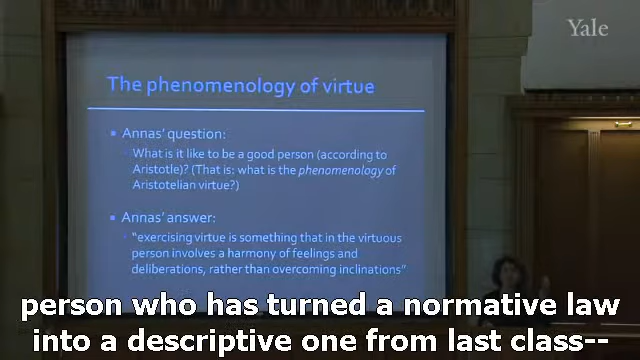 Yale
The phenomenology of virtue
Annas' question:
What is it like to be a good person (according to
Aristotle)? (That is: what is the phenomenology of
Aristotelian virtue?)
Annas' answer:
"exercising virtue is something that in the virtuous
person involves a harmony of feelings and
deliberations, rather than overcoming inclinations"
person who has turned a normative law
into a descriptive one from last class--